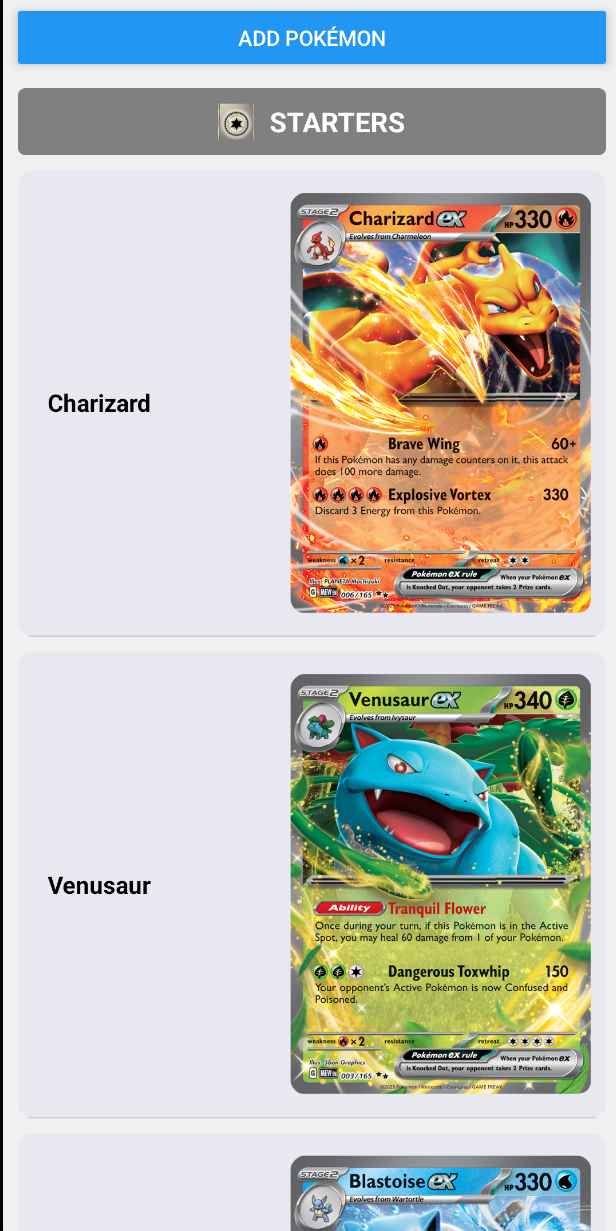 ADD POKÉMON
STARTERS
Charizard
STAGE2 Charizard ex HP 330
Evolves from Charmeleon
Brave Wing 60+
If this Pokémon has any damage counters on it, this attack
does 100 more damage.
Explosive Vortex 330
Discard 3 Energy from this Pokémon.
weakness ×2 resistance retreat
Illus. PLANETA Mochizuki
Pokémon ex rule When your Pokémon ex
is Knocked Out, your opponent takes 2 Prize cards.
G MEW EN 006/165
©2023 Pokémon / Nintendo / Creatures / GAME FREAK
Venusaur
STAGE2 Venusaur ex HP 340
Evolves from Ivysaur
Ability Tranquil Flower
Once during your turn, if this Pokémon is in the Active
Spot, you may heal 60 damage from 1 of your Pokémon.
Dangerous Toxwhip 150
Your opponent's Active Pokémon is now Confused and
Poisoned.
weakness ×2 resistance retreat
Illus. 5ban Graphics
Pokémon ex rule When your Pokémon ex
is Knocked Out, your opponent takes 2 Prize cards.
G MEW EN 003/165
©2023 Pokémon / Nintendo / Creatures / GAME FREAK
STAGE2 Blastoise ex HP 330
Evolves from Wartortle